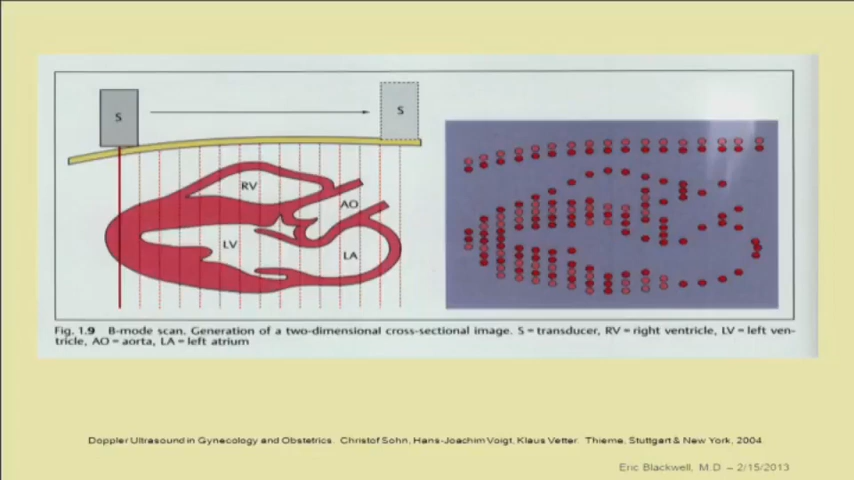 S
S
RV
AO
LV
LA
Fig. 1.9 B-mode scan. Generation of a two-dimensional cross-sectional image. S = transducer, RV = right ventricle, LV = left ven-
tricle, AO = aorta, LA = left atrium
Doppler Ultrasound in Gynecology and Obstetrics. Christof Sohn, Hans-Joachim Voigt, Klaus Vetter. Thieme, Stuttgart & New York, 2004
Eric Blackwell, M.D – 2/15/2013